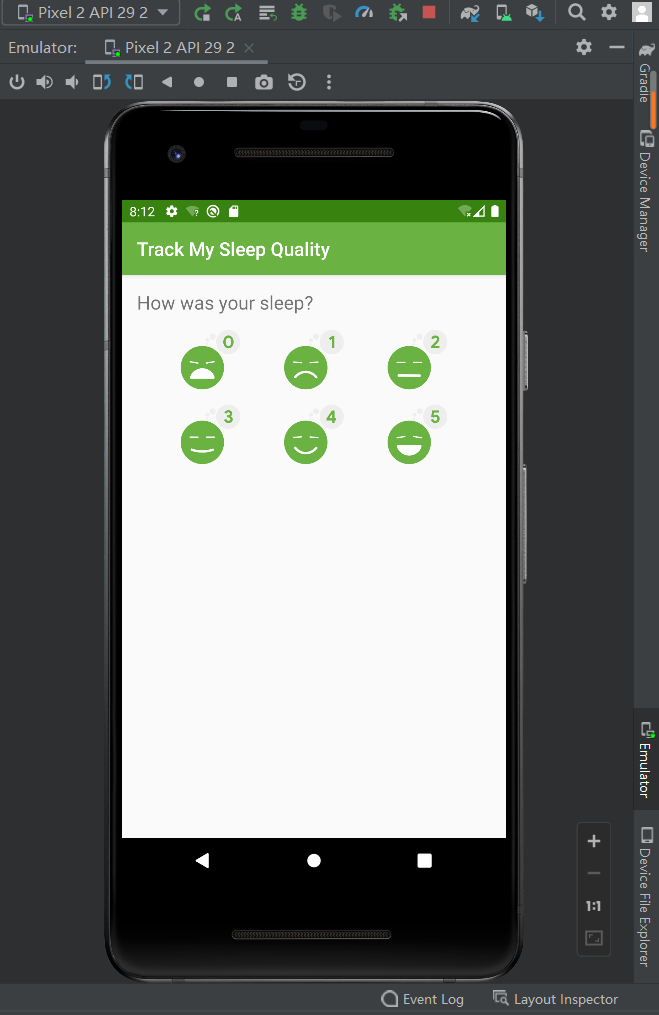 Pixel 2 API 29 2
Emulator:
Pixel 2 API 29 2
Gradle
Device Manager
8:12
Track My Sleep Quality
How was your sleep?
0 1 2
3 4 5
Emulator
1:1
Device File Explorer
Event Log
Layout Inspector